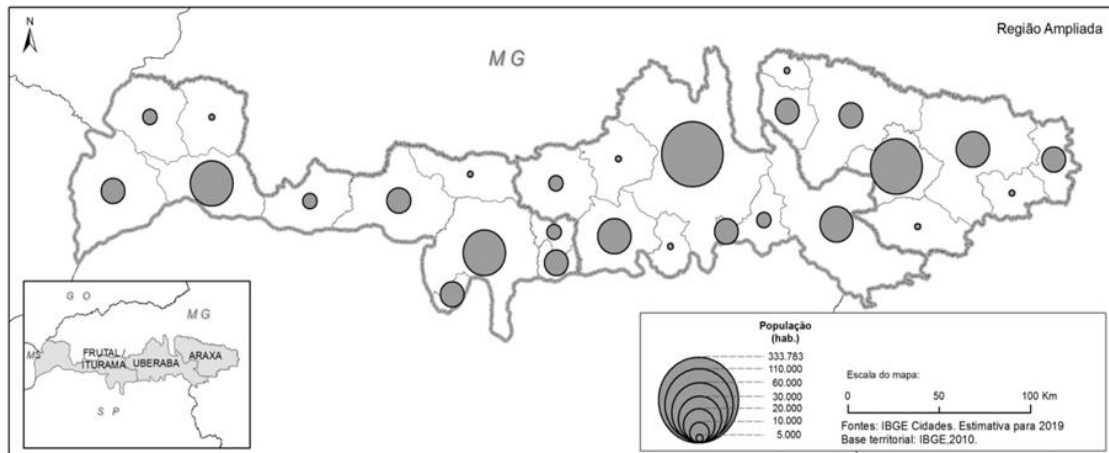 N
Região Ampliada
M G
G O
M G
MS
FRUTAL /
ITURAMA
UBERABA
ARAXA
S P
População
(hab.)
333.783
110.000
60.000
30.000
20.000
10.000
5.000
Escala do mapa:
0 50 100 Km
Fontes: IBGE Cidades. Estimativa para 2019
Base territorial: IBGE,2010.